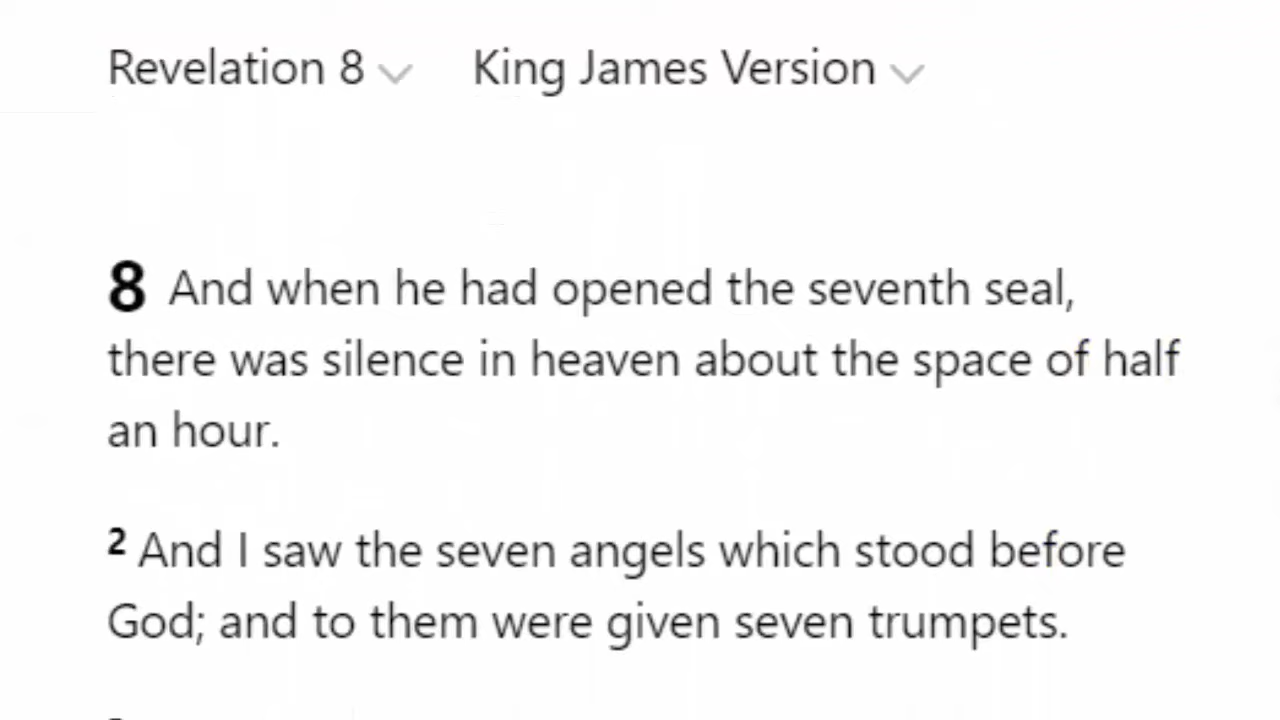 Revelation 8 King James Version
8 And when he had opened the seventh seal,
there was silence in heaven about the space of half
an hour.
2 And I saw the seven angels which stood before
God; and to them were given seven trumpets.